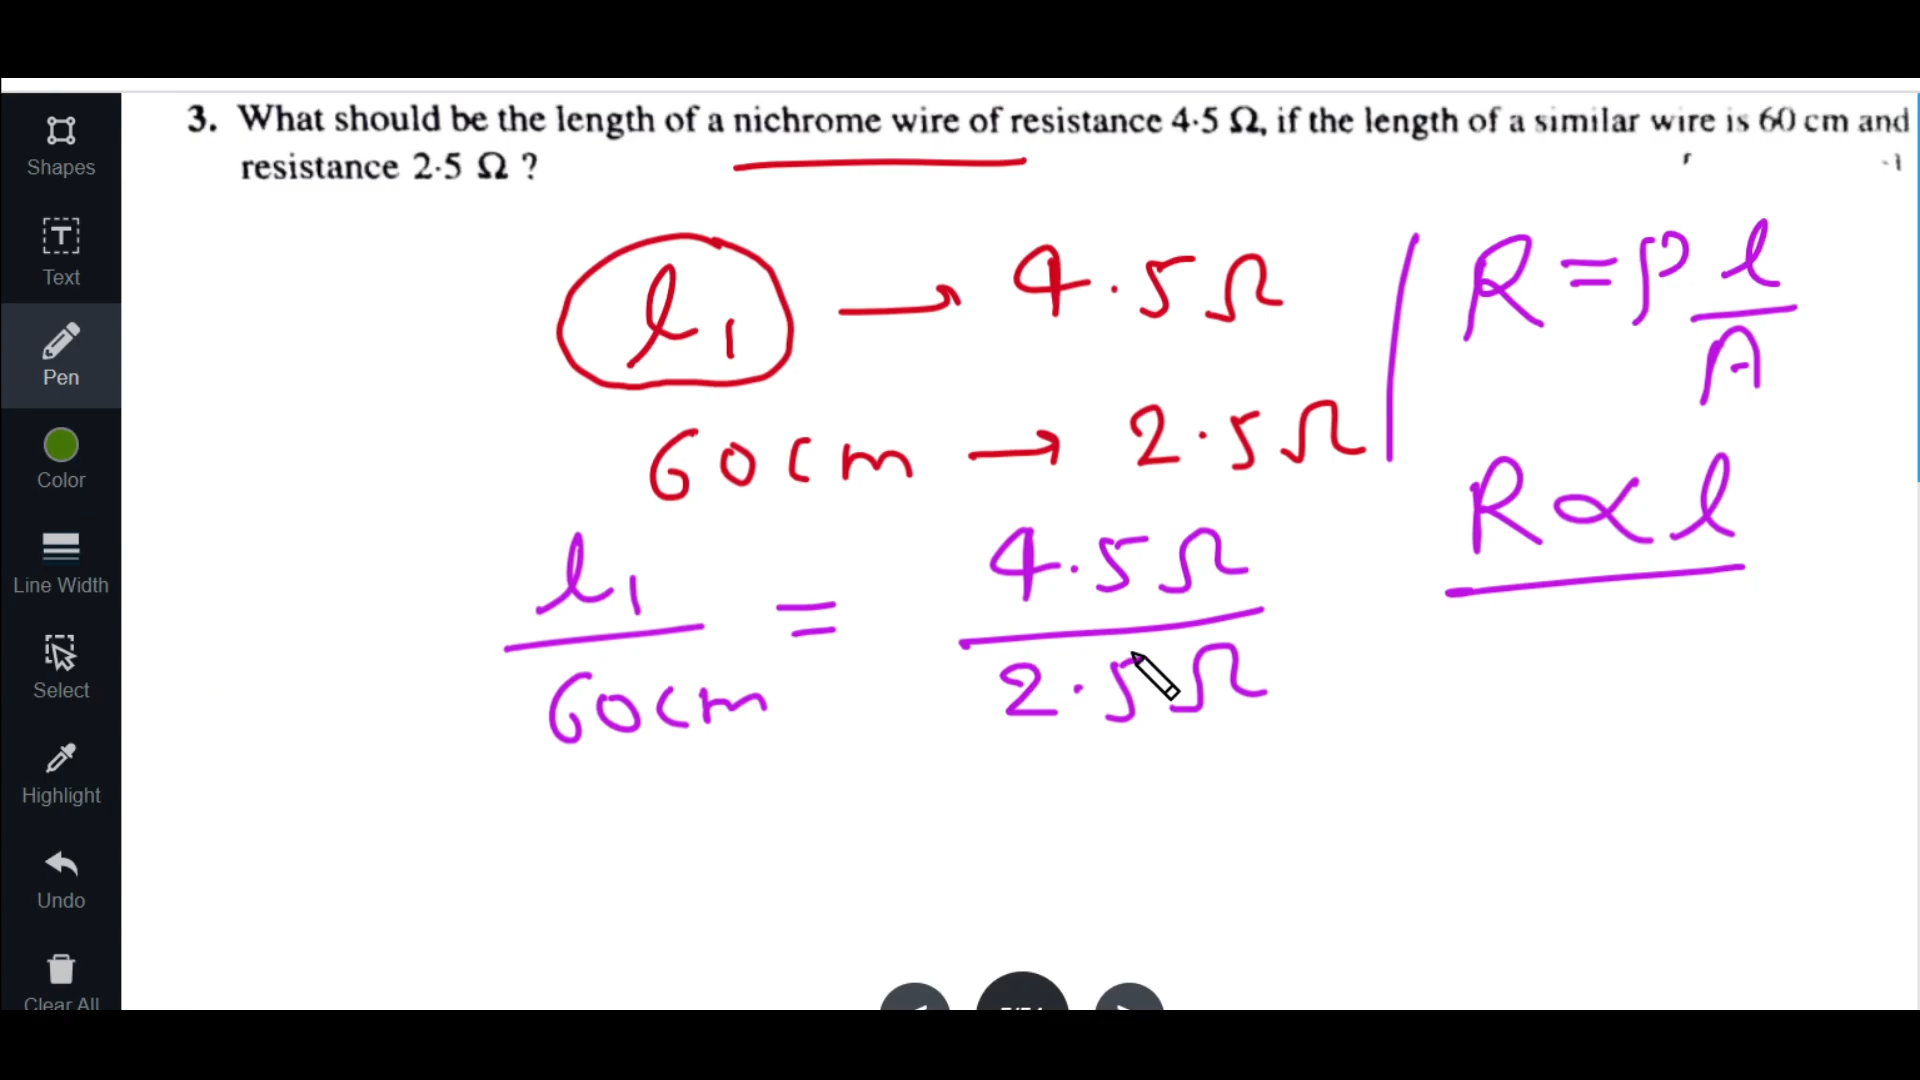 3. What should be the length of a nichrome wire of resistance 4·5 Ω, if the length of a similar wire is 60 cm and
resistance 2·5 Ω ?
Shapes
Text
Pen
Color
Line Width
Select
Highlight
Undo
Clear All
l₁ → 4.5Ω
60cm → 2.5Ω
l₁/60cm = 4.5Ω/2.5Ω
R = ρ l/A
R ∝ l